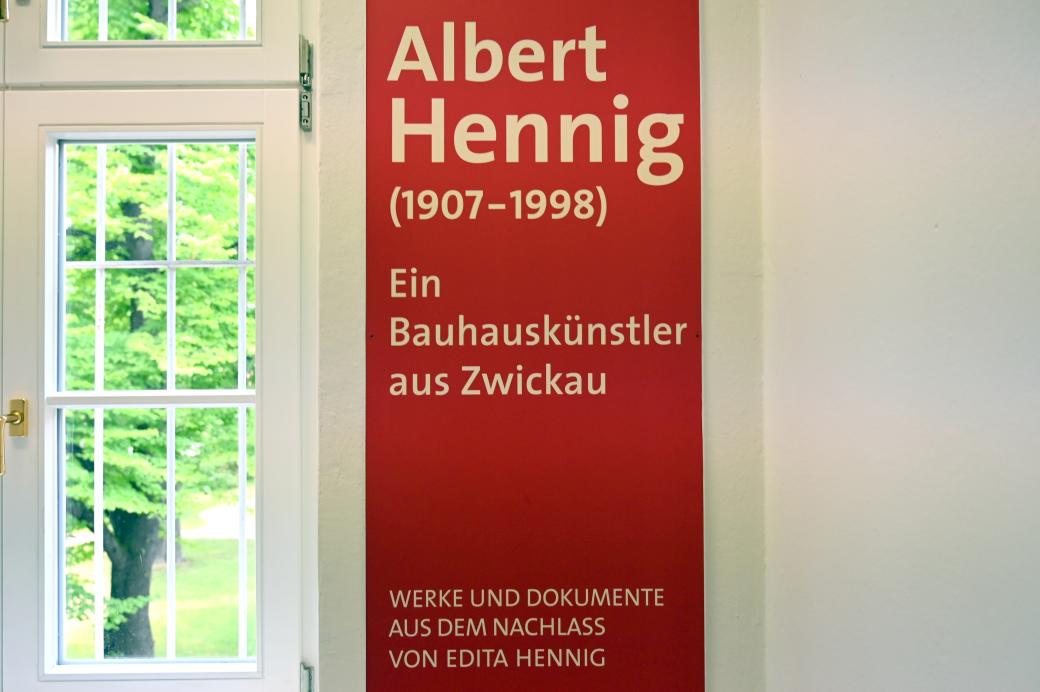 Albert
Hennig
(1907–1998)
Ein
Bauhauskünstler
aus Zwickau
WERKE UND DOKUMENTE
AUS DEM NACHLASS
VON EDITA HENNIG